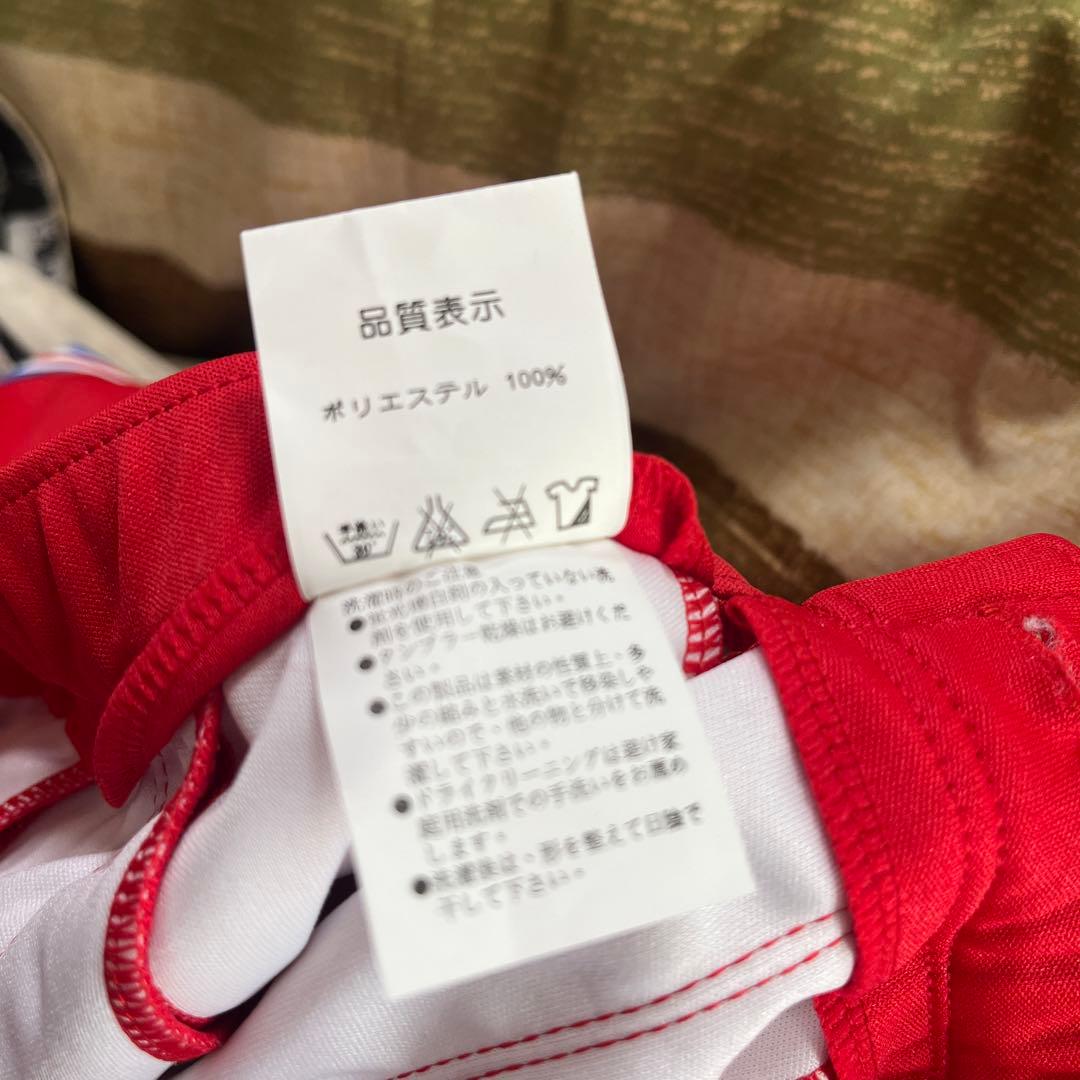 品質表示
ポリエステル 100%
洗濯時のご注意
●蛍光増白剤の入っていない洗
剤を使用して下さい。
●タンブラー乾燥はお避けくだ
さい。
●この製品は素材の性質上・多
少の縮みと水洗いで移染しや
すいので・他の物と分けて洗
濯して下さい。
●ドライクリーニングは避け家
庭用洗剤での手洗いをお薦め
します。
●洗濯後は・形を整えて日陰で
干して下さい。